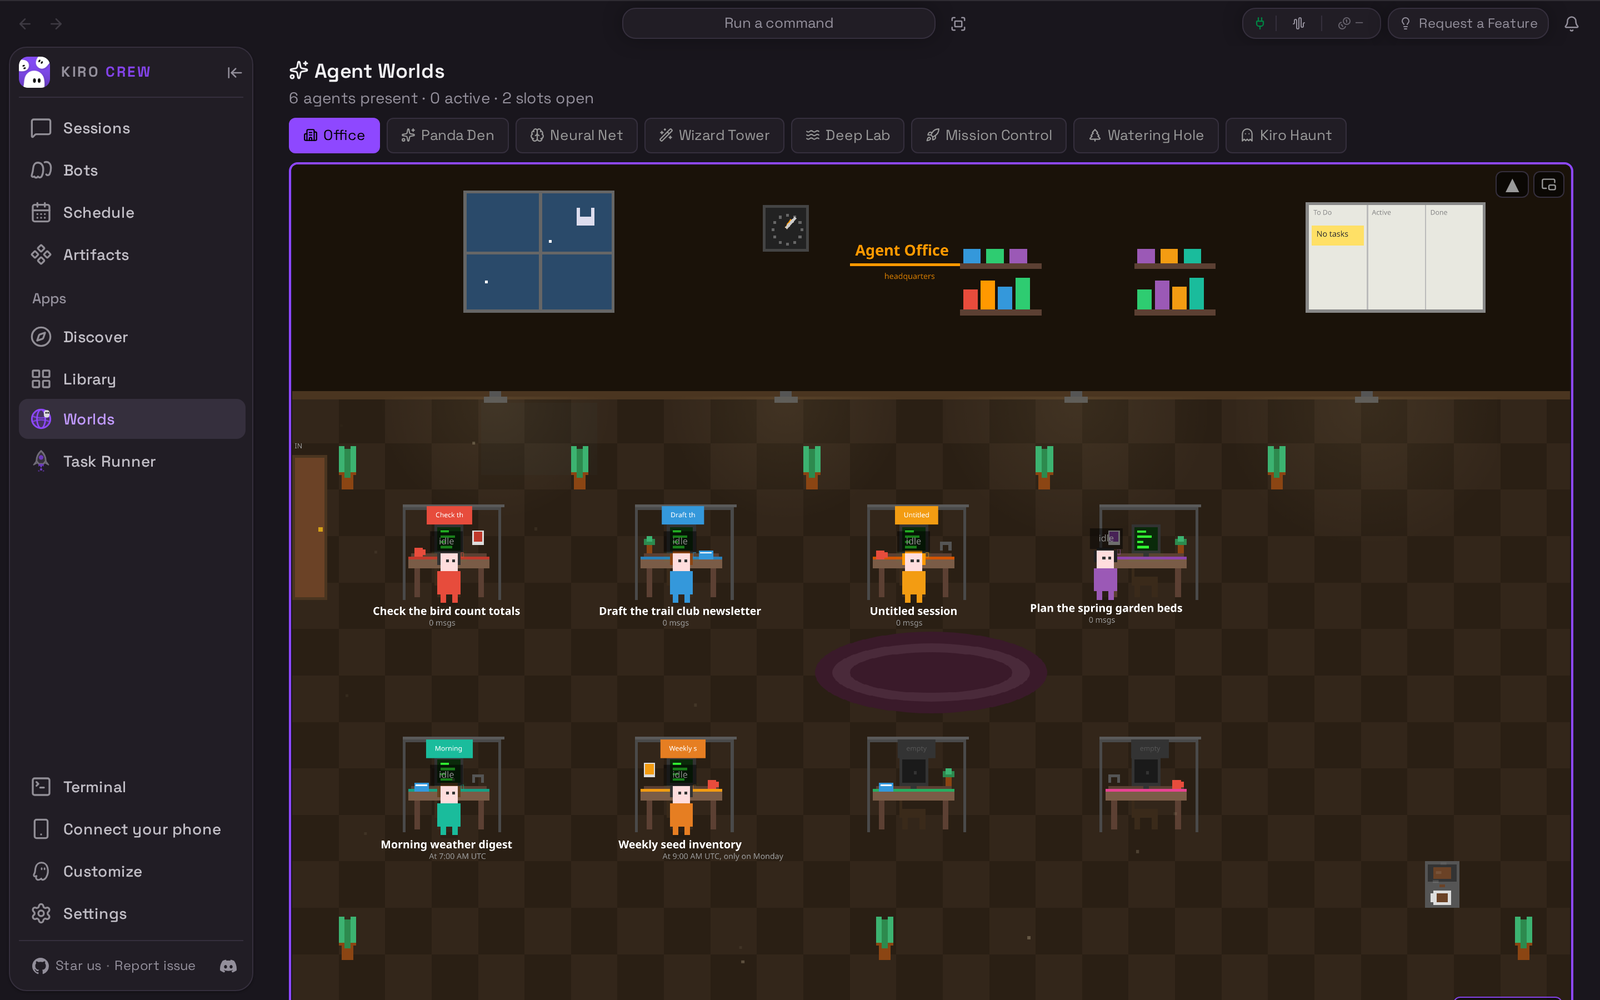 Run a command
Request a Feature
KIRO CREW
Sessions
Bots
Schedule
Artifacts
Apps
Discover
Library
Worlds
Task Runner
Terminal
Connect your phone
Customize
Settings
Star us · Report issue
Agent Worlds
6 agents present · 0 active · 2 slots open
Office
Panda Den
Neural Net
Wizard Tower
Deep Lab
Mission Control
Watering Hole
Kiro Haunt
Agent Office
headquarters
To Do
Active
Done
No tasks
IN
Check th
idle
Check the bird count totals
0 msgs
Draft th
idle
Draft the trail club newsletter
0 msgs
Untitled
idle
Untitled session
0 msgs
idle
Plan the spring garden beds
0 msgs
Morning
idle
Morning weather digest
At 7:00 AM UTC
Weekly s
idle
Weekly seed inventory
At 9:00 AM UTC, only on Monday
empty
empty